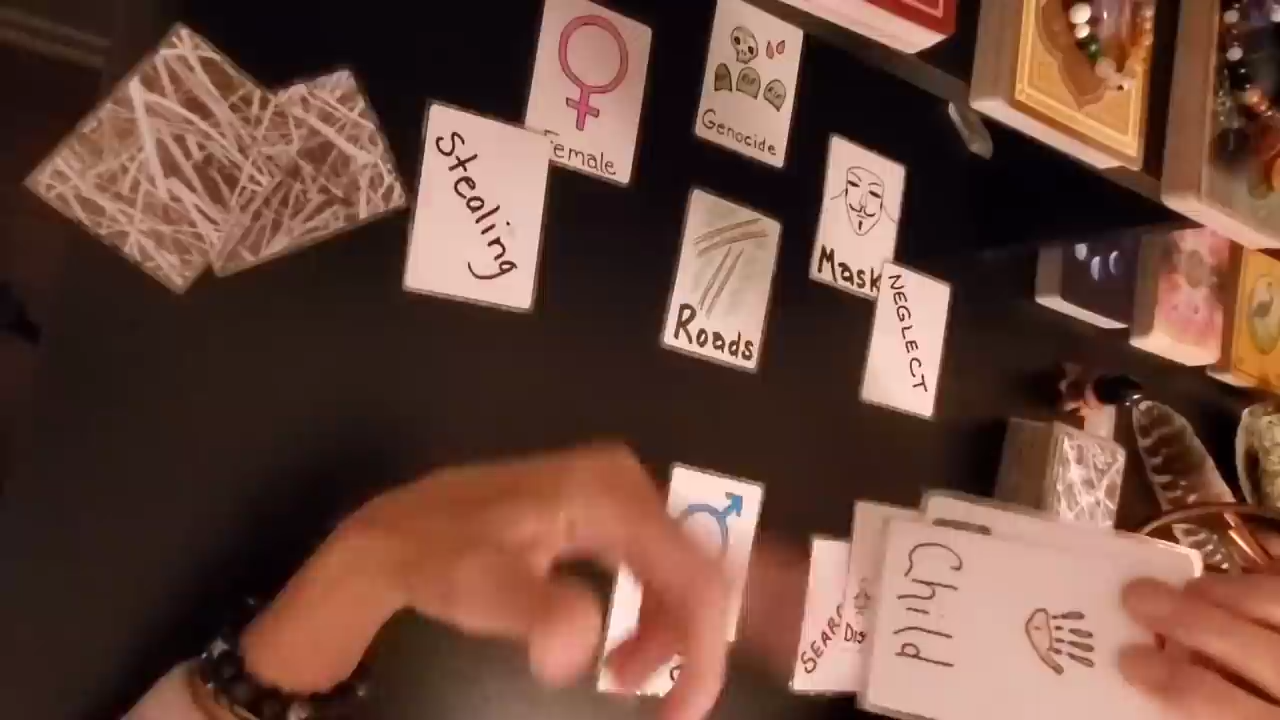 Female
Genocide
Stealing
Mask
Roads
NEGLECT
Child